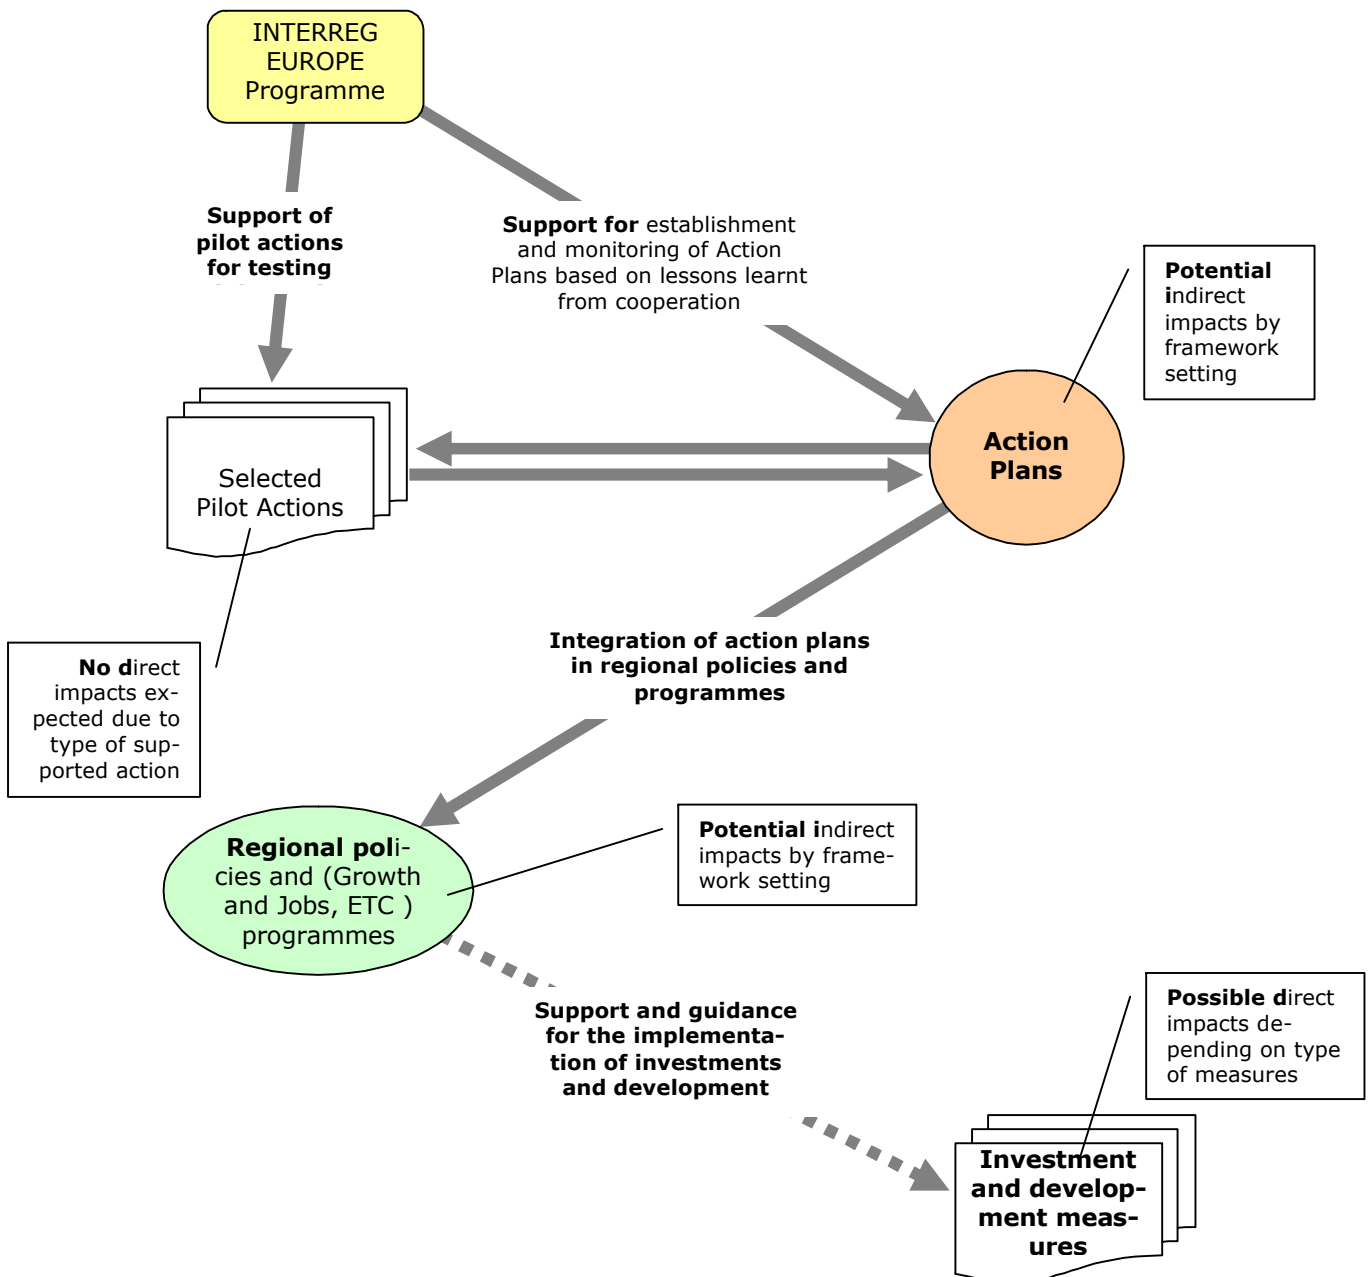 INTERREG
EUROPE
Programme
Support of
pilot actions
for testing
Support for establishment
and monitoring of Action
Plans based on lessons learnt
from cooperation
Potential
indirect
impacts by
framework
setting
Action
Plans
Selected
Pilot Actions
Integration of action plans
in regional policies and
programmes
No direct
impacts ex-
pected due to
type of sup-
ported action
Regional poli-
cies and (Growth
and Jobs, ETC )
programmes
Potential indirect
impacts by frame-
work setting
Support and guidance
for the implementa-
tion of investments
and development
Possible direct
impacts de-
pending on type
of measures
Investment
and develop-
ment meas-
ures